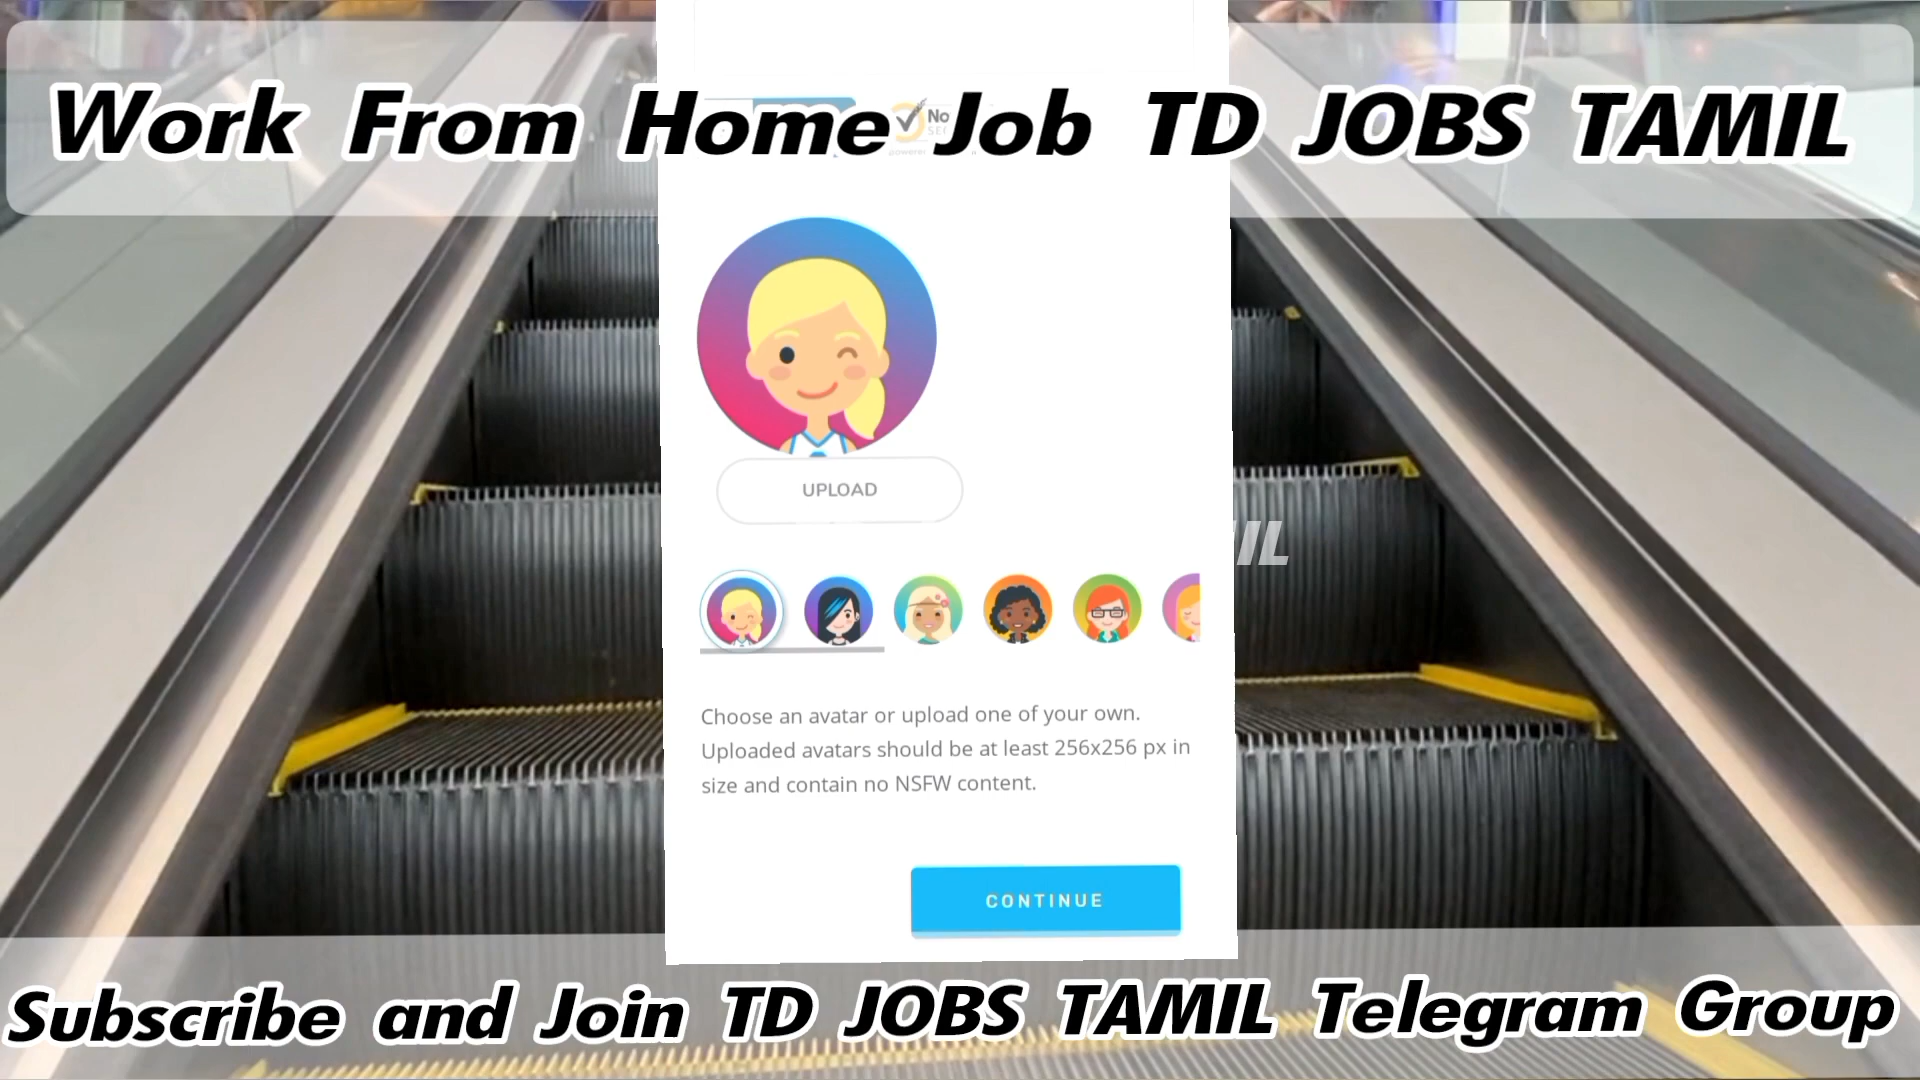 Work From Home Job TD JOBS TAMIL
No
UPLOAD
IL
Choose an avatar or upload one of your own.
Uploaded avatars should be at least 256x256 px in
size and contain no NSFW content.
CONTINUE
Subscribe and Join TD JOBS TAMIL Telegram Group